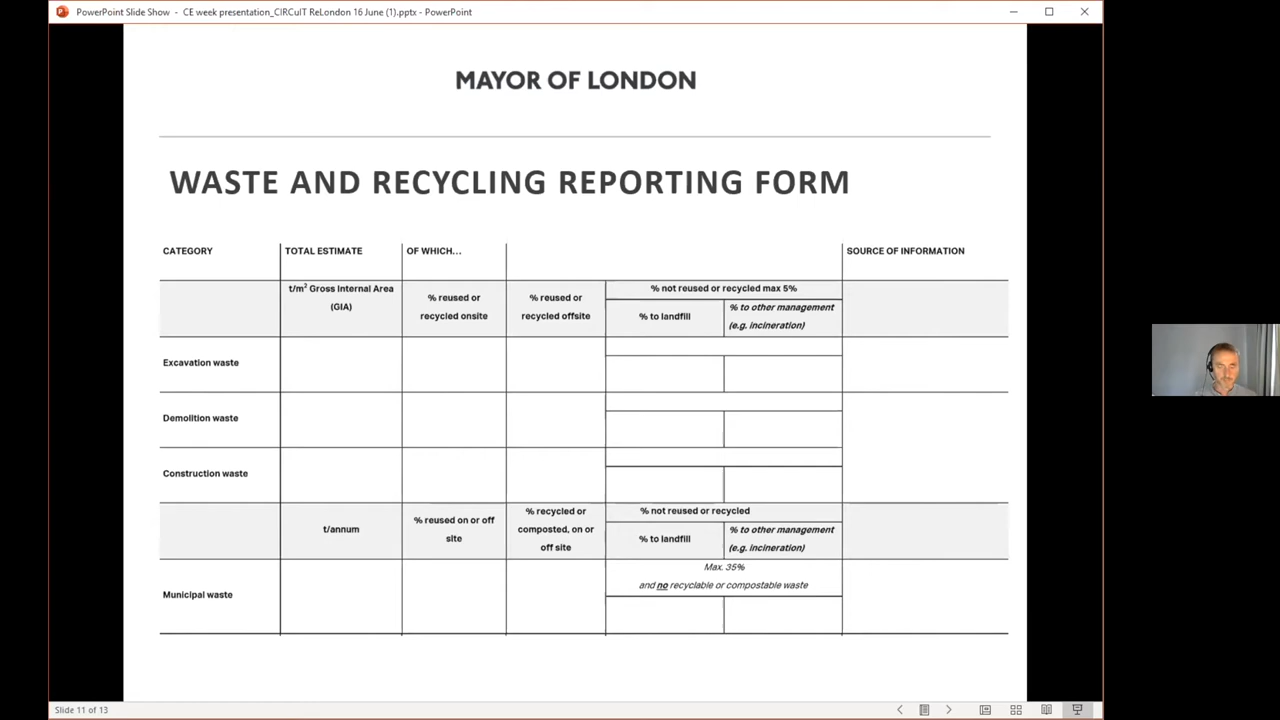 PowerPoint Slide Show - CE week presentation_CIRCuIT ReLondon 16 June (1).pptx - PowerPoint
MAYOR OF LONDON
WASTE AND RECYCLING REPORTING FORM
CATEGORY TOTAL ESTIMATE OF WHICH... SOURCE OF INFORMATION
t/m² Gross Internal Area
(GIA)
% reused or
recycled onsite
% reused or
recycled offsite
% not reused or recycled max 5%
% to landfill
% to other management
(e.g. incineration)
Excavation waste
Demolition waste
Construction waste
t/annum
% reused on or off
site
% recycled or
composted, on or
off site
% not reused or recycled
% to landfill
% to other management
(e.g. incineration)
Municipal waste
Max. 35%
and no recyclable or compostable waste
Slide 11 of 13